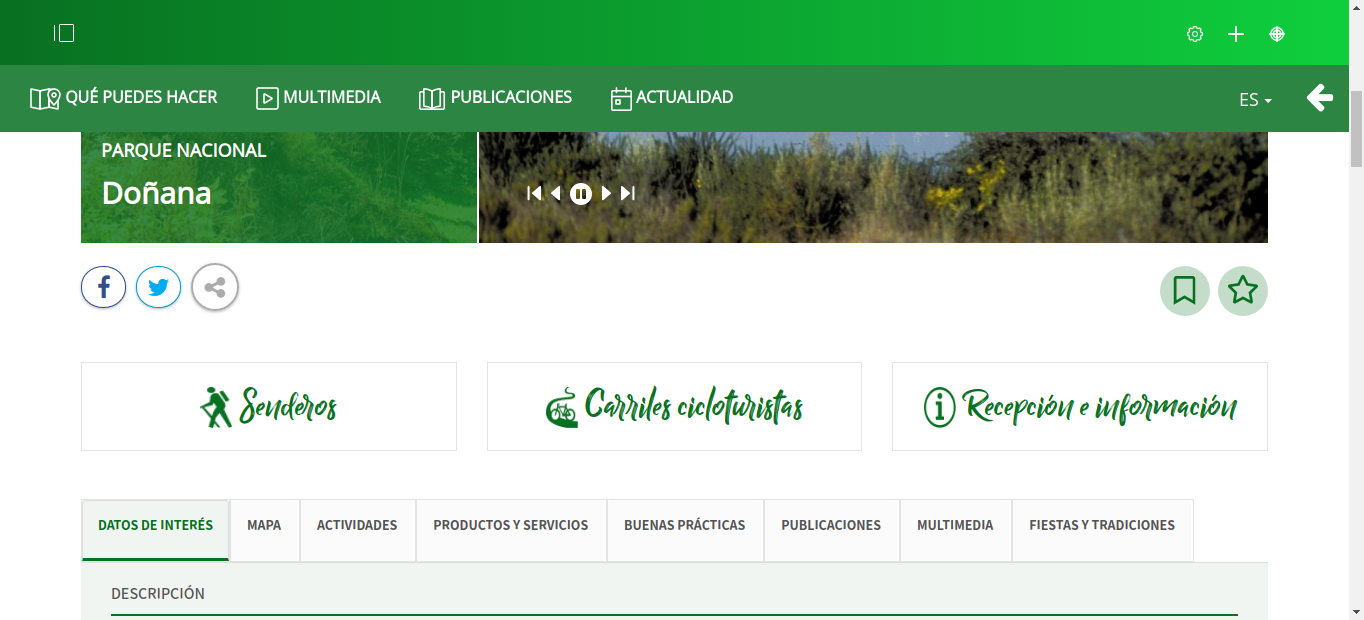 QUÉ PUEDES HACER
MULTIMEDIA
PUBLICACIONES
ACTUALIDAD
ES
PARQUE NACIONAL
Doñana
Senderos
Carriles cicloturistas
Recepción e información
DATOS DE INTERÉS
MAPA
ACTIVIDADES
PRODUCTOS Y SERVICIOS
BUENAS PRÁCTICAS
PUBLICACIONES
MULTIMEDIA
FIESTAS Y TRADICIONES
DESCRIPCIÓN